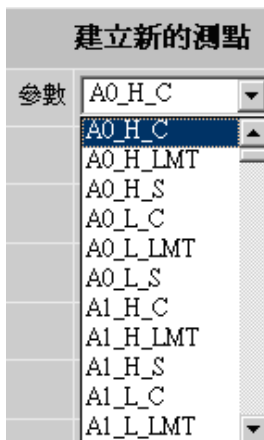 建立新的測點
參數 A0_H_C
A0_H_C
A0_H_LMT
A0_H_S
A0_L_C
A0_L_LMT
A0_L_S
A1_H_C
A1_H_LMT
A1_H_S
A1_L_C
A1_L_LMT